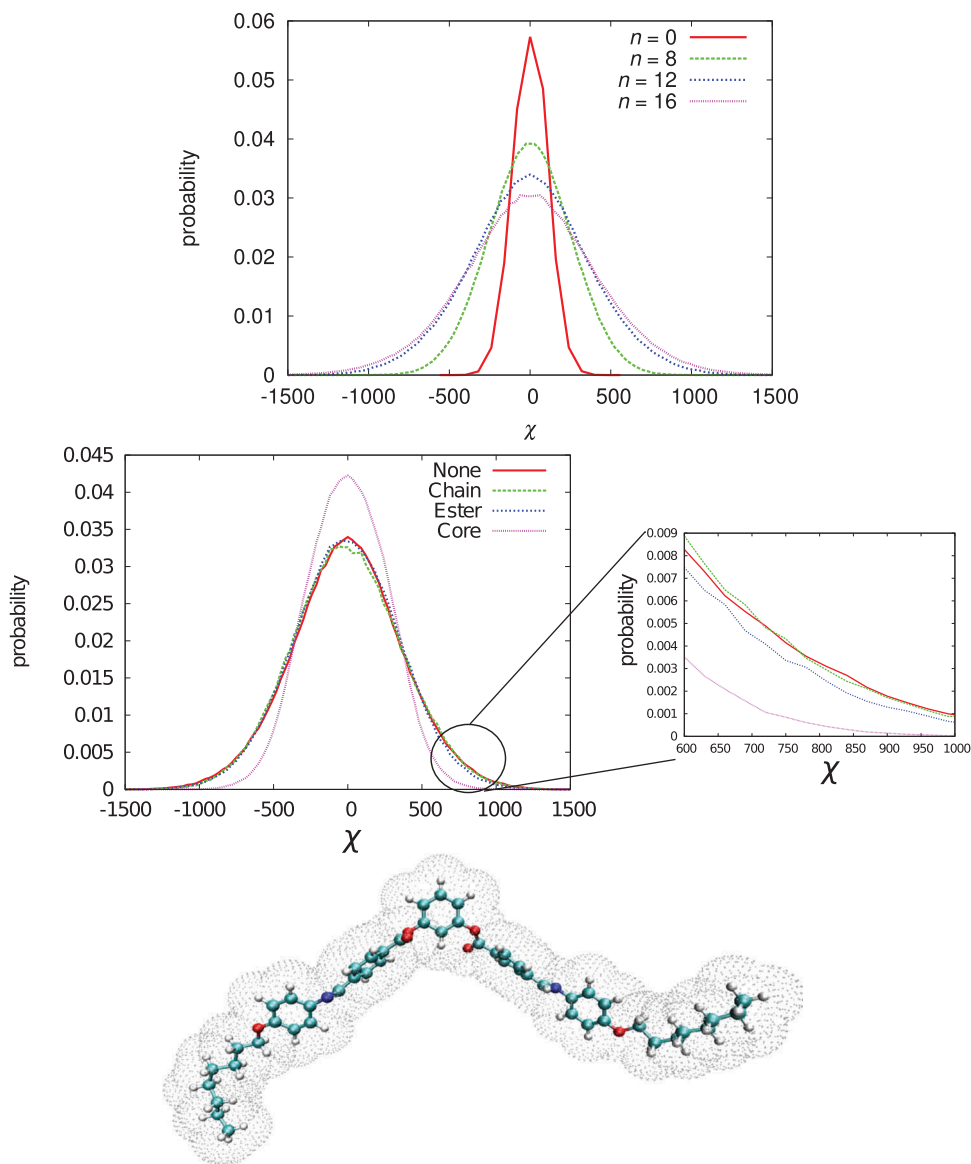 0.06
0.05
0.04
0.03
0.02
0.01
0
probability
n = 0
n = 8
n = 12
n = 16
-1500 -1000 -500 0 500 1000 1500
χ
0.045
0.04
0.035
0.03
0.025
0.02
0.015
0.01
0.005
0
probability
None
Chain
Ester
Core
-1500 -1000 -500 0 500 1000 1500
χ
0.009
0.008
0.007
0.006
0.005
0.004
0.003
0.002
0.001
0
probability
600 650 700 750 800 850 900 950 1000
χ